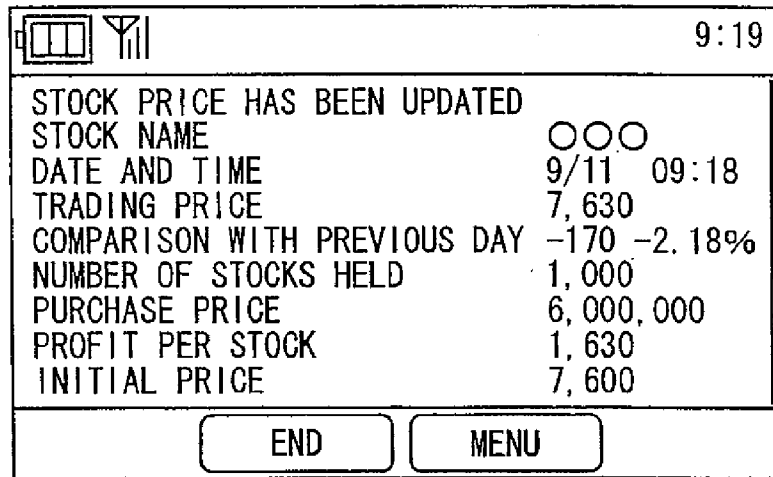 9:19
STOCK PRICE HAS BEEN UPDATED
STOCK NAME ○○○
DATE AND TIME 9/11 09:18
TRADING PRICE 7,630
COMPARISON WITH PREVIOUS DAY -170 -2.18%
NUMBER OF STOCKS HELD 1,000
PURCHASE PRICE 6,000,000
PROFIT PER STOCK 1,630
INITIAL PRICE 7,600
END MENU